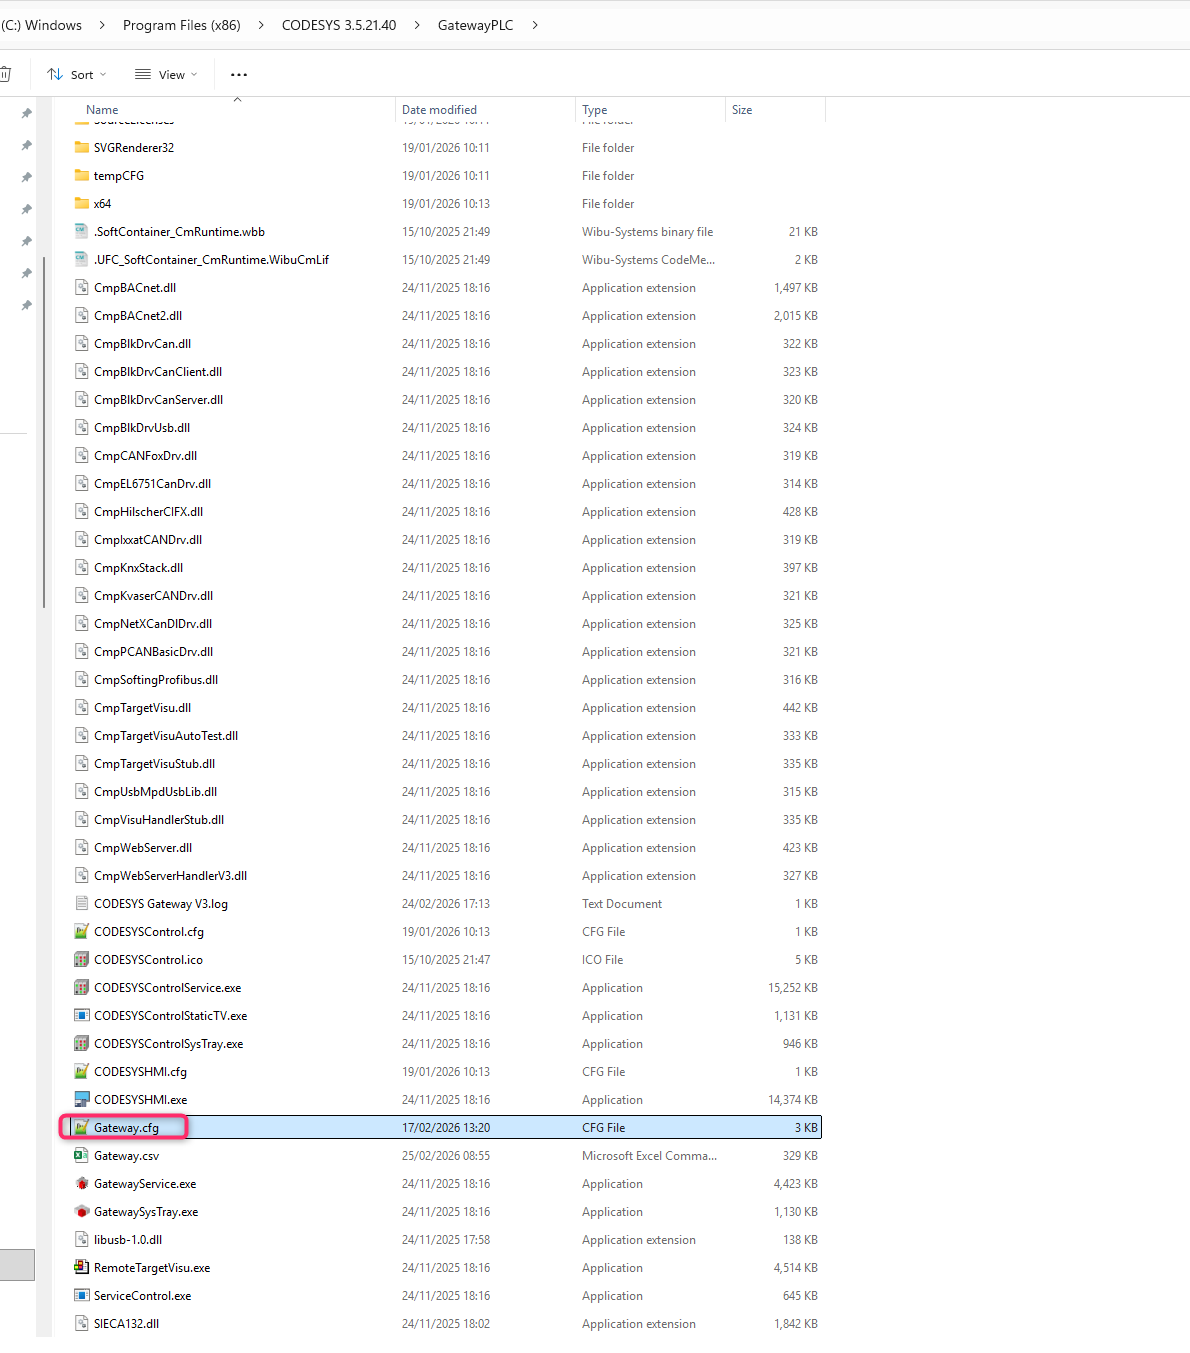 (C:) Windows > Program Files (x86) > CODESYS 3.5.21.40 > GatewayPLC >
Sort View ...
Name Date modified Type Size
SVGRenderer32 19/01/2026 10:11 File folder
tempCFG 19/01/2026 10:11 File folder
x64 19/01/2026 10:13 File folder
.SoftContainer_CmRuntime.wbb 15/10/2025 21:49 Wibu-Systems binary file 21 KB
.UFC_SoftContainer_CmRuntime.WibuCmLif 15/10/2025 21:49 Wibu-Systems CodeMe... 2 KB
CmpBACnet.dll 24/11/2025 18:16 Application extension 1,497 KB
CmpBACnet2.dll 24/11/2025 18:16 Application extension 2,015 KB
CmpBlkDrvCan.dll 24/11/2025 18:16 Application extension 322 KB
CmpBlkDrvCanClient.dll 24/11/2025 18:16 Application extension 323 KB
CmpBlkDrvCanServer.dll 24/11/2025 18:16 Application extension 320 KB
CmpBlkDrvUsb.dll 24/11/2025 18:16 Application extension 324 KB
CmpCANFoxDrv.dll 24/11/2025 18:16 Application extension 319 KB
CmpEL6751CanDrv.dll 24/11/2025 18:16 Application extension 314 KB
CmpHilscherCIFX.dll 24/11/2025 18:16 Application extension 428 KB
CmpIxxatCANDrv.dll 24/11/2025 18:16 Application extension 319 KB
CmpKnxStack.dll 24/11/2025 18:16 Application extension 397 KB
CmpKvaserCANDrv.dll 24/11/2025 18:16 Application extension 321 KB
CmpNetXCanDlDrv.dll 24/11/2025 18:16 Application extension 325 KB
CmpPCANBasicDrv.dll 24/11/2025 18:16 Application extension 321 KB
CmpSoftingProfibus.dll 24/11/2025 18:16 Application extension 316 KB
CmpTargetVisu.dll 24/11/2025 18:16 Application extension 442 KB
CmpTargetVisuAutoTest.dll 24/11/2025 18:16 Application extension 333 KB
CmpTargetVisuStub.dll 24/11/2025 18:16 Application extension 335 KB
CmpUsbMpdUsbLib.dll 24/11/2025 18:16 Application extension 315 KB
CmpVisuHandlerStub.dll 24/11/2025 18:16 Application extension 335 KB
CmpWebServer.dll 24/11/2025 18:16 Application extension 423 KB
CmpWebServerHandlerV3.dll 24/11/2025 18:16 Application extension 327 KB
CODESYS Gateway V3.log 24/02/2026 17:13 Text Document 1 KB
CODESYSControl.cfg 19/01/2026 10:13 CFG File 1 KB
CODESYSControl.ico 15/10/2025 21:47 ICO File 5 KB
CODESYSControlService.exe 24/11/2025 18:16 Application 15,252 KB
CODESYSControlStaticTV.exe 24/11/2025 18:16 Application 1,131 KB
CODESYSControlSysTray.exe 24/11/2025 18:16 Application 946 KB
CODESYSHMI.cfg 19/01/2026 10:13 CFG File 1 KB
CODESYSHMI.exe 24/11/2025 18:16 Application 14,374 KB
Gateway.cfg 17/02/2026 13:20 CFG File 3 KB
Gateway.csv 25/02/2026 08:55 Microsoft Excel Comma... 329 KB
GatewayService.exe 24/11/2025 18:16 Application 4,423 KB
GatewaySysTray.exe 24/11/2025 18:16 Application 1,130 KB
libusb-1.0.dll 24/11/2025 17:58 Application extension 138 KB
RemoteTargetVisu.exe 24/11/2025 18:16 Application 4,514 KB
ServiceControl.exe 24/11/2025 18:16 Application 645 KB
SIECA132.dll 24/11/2025 18:02 Application extension 1,842 KB